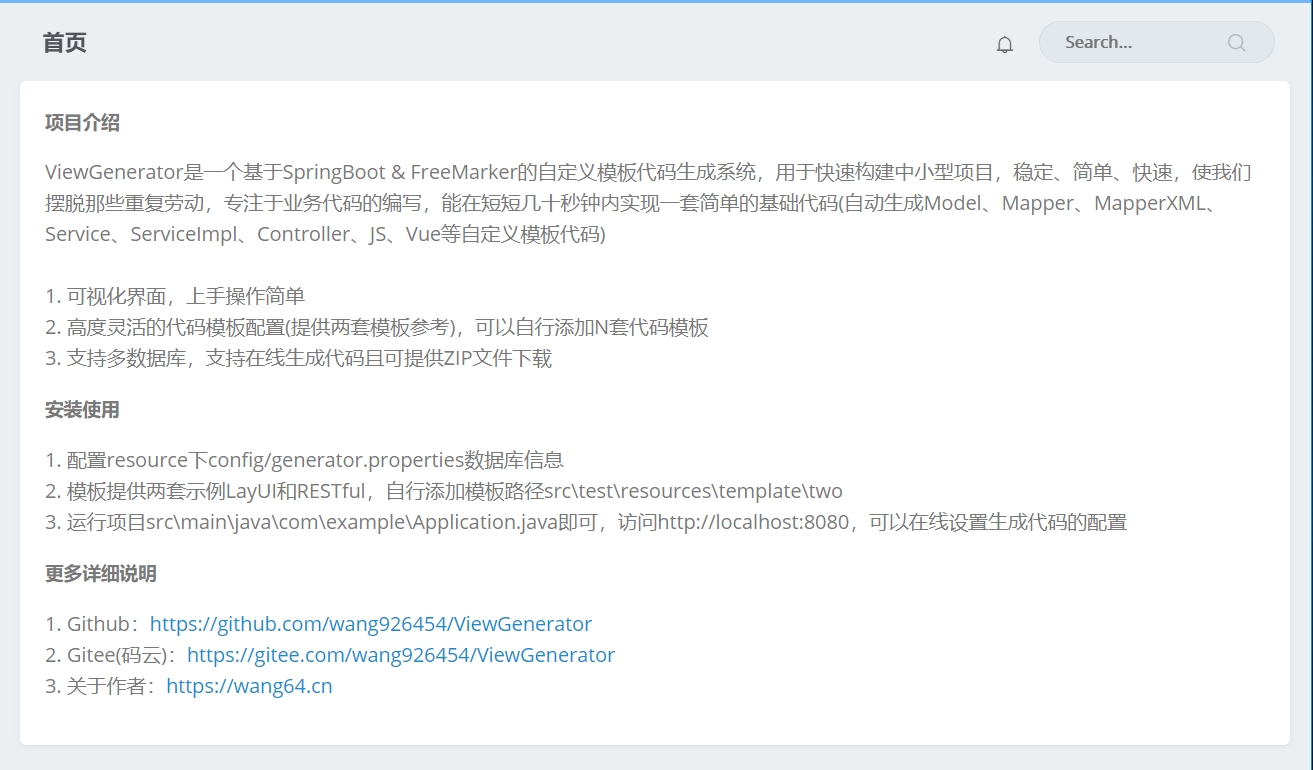 首页
Search...
项目介绍
ViewGenerator是一个基于SpringBoot & FreeMarker的自定义模板代码生成系统，用于快速构建中小型项目，稳定、简单、快速，使我们
摆脱那些重复劳动，专注于业务代码的编写，能在短短几十秒钟内实现一套简单的基础代码(自动生成Model、Mapper、MapperXML、
Service、ServiceImpl、Controller、JS、Vue等自定义模板代码)
1. 可视化界面，上手操作简单
2. 高度灵活的代码模板配置(提供两套模板参考)，可以自行添加N套代码模板
3. 支持多数据库，支持在线生成代码且可提供ZIP文件下载
安装使用
1. 配置resource下config/generator.properties数据库信息
2. 模板提供两套示例LayUI和RESTful，自行添加模板路径src\test\resources\template\two
3. 运行项目src\main\java\com\example\Application.java即可，访问http://localhost:8080，可以在线设置生成代码的配置
更多详细说明
1. Github：https://github.com/wang926454/ViewGenerator
2. Gitee(码云)：https://gitee.com/wang926454/ViewGenerator
3. 关于作者：https://wang64.cn